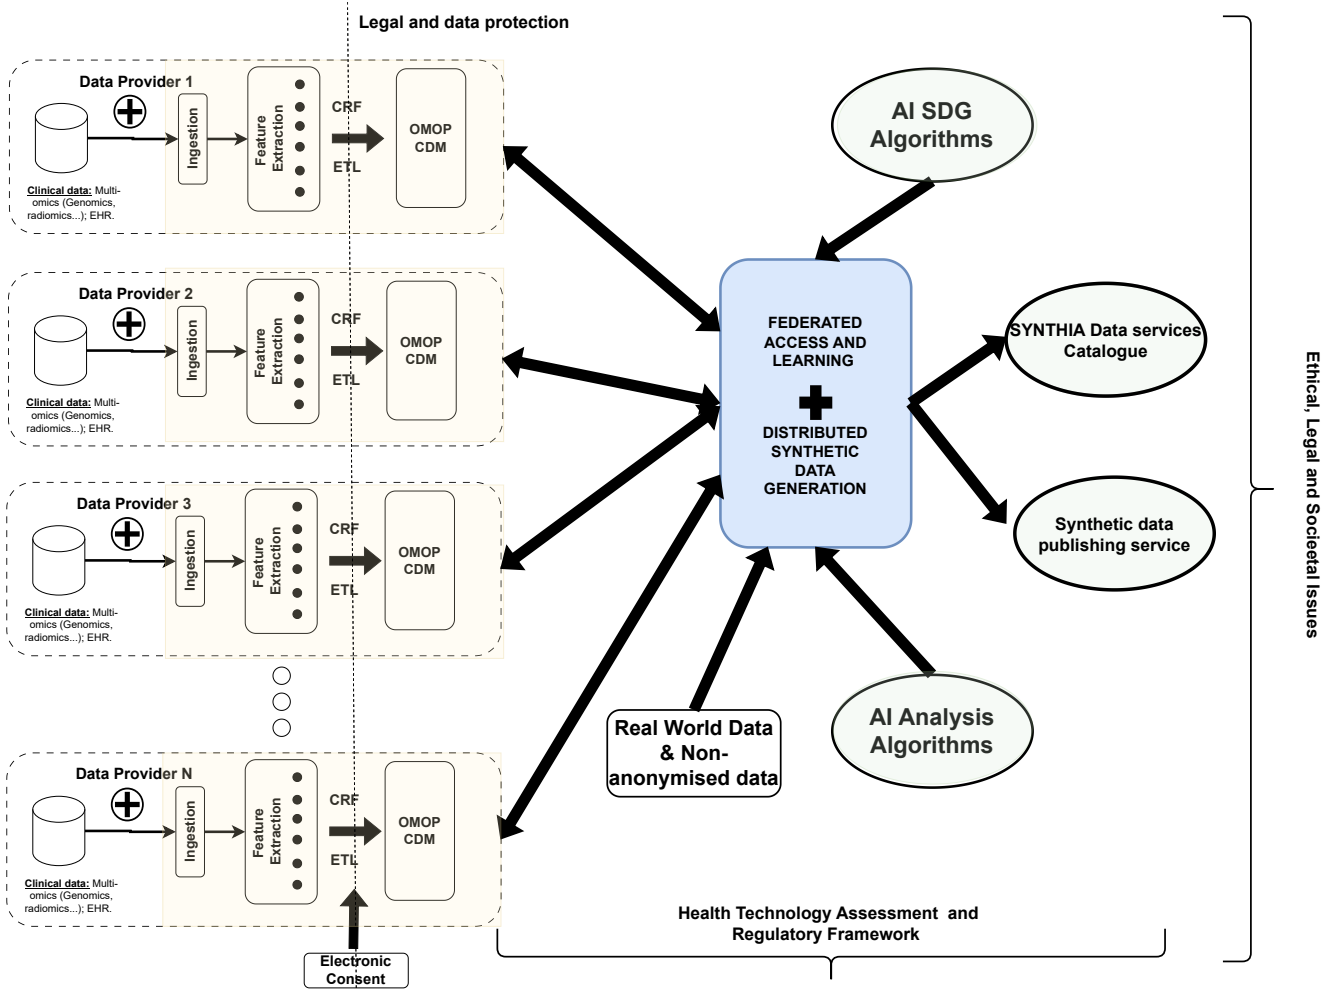 Legal and data protection
Data Provider 1
Ingestion
Feature
Extraction
CRF
ETL
OMOP
CDM
Clinical data: Multi-
omics (Genomics,
radiomics...); EHR.
Data Provider 2
Ingestion
Feature
Extraction
CRF
ETL
OMOP
CDM
Clinical data: Multi-
omics (Genomics,
radiomics...); EHR.
Data Provider 3
Ingestion
Feature
Extraction
CRF
ETL
OMOP
CDM
Clinical data: Multi-
omics (Genomics,
radiomics...); EHR.
Data Provider N
Ingestion
Feature
Extraction
CRF
ETL
OMOP
CDM
Clinical data: Multi-
omics (Genomics,
radiomics...); EHR.
Electronic
Consent
AI SDG
Algorithms
FEDERATED
ACCESS AND
LEARNING
DISTRIBUTED
SYNTHETIC
DATA
GENERATION
SYNTHIA Data services
Catalogue
Synthetic data
publishing service
Real World Data
& Non-
anonymised data
AI Analysis
Algorithms
Health Technology Assessment and
Regulatory Framework
Ethical, Legal and Socieetal Issues